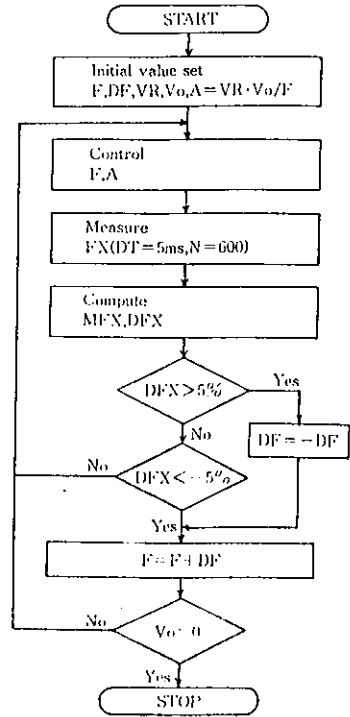 START
Initial value set
F,DF,VR,Vo,A=VR·Vo/F
Control
F,A
Measure
FX(DT=5ms,N=600)
Compute
MFX,DFX
DFX>5%
Yes
No
DF=-DF
No
DFX<-5%
Yes
F=F+DF
No
Vo 0
Yes
STOP